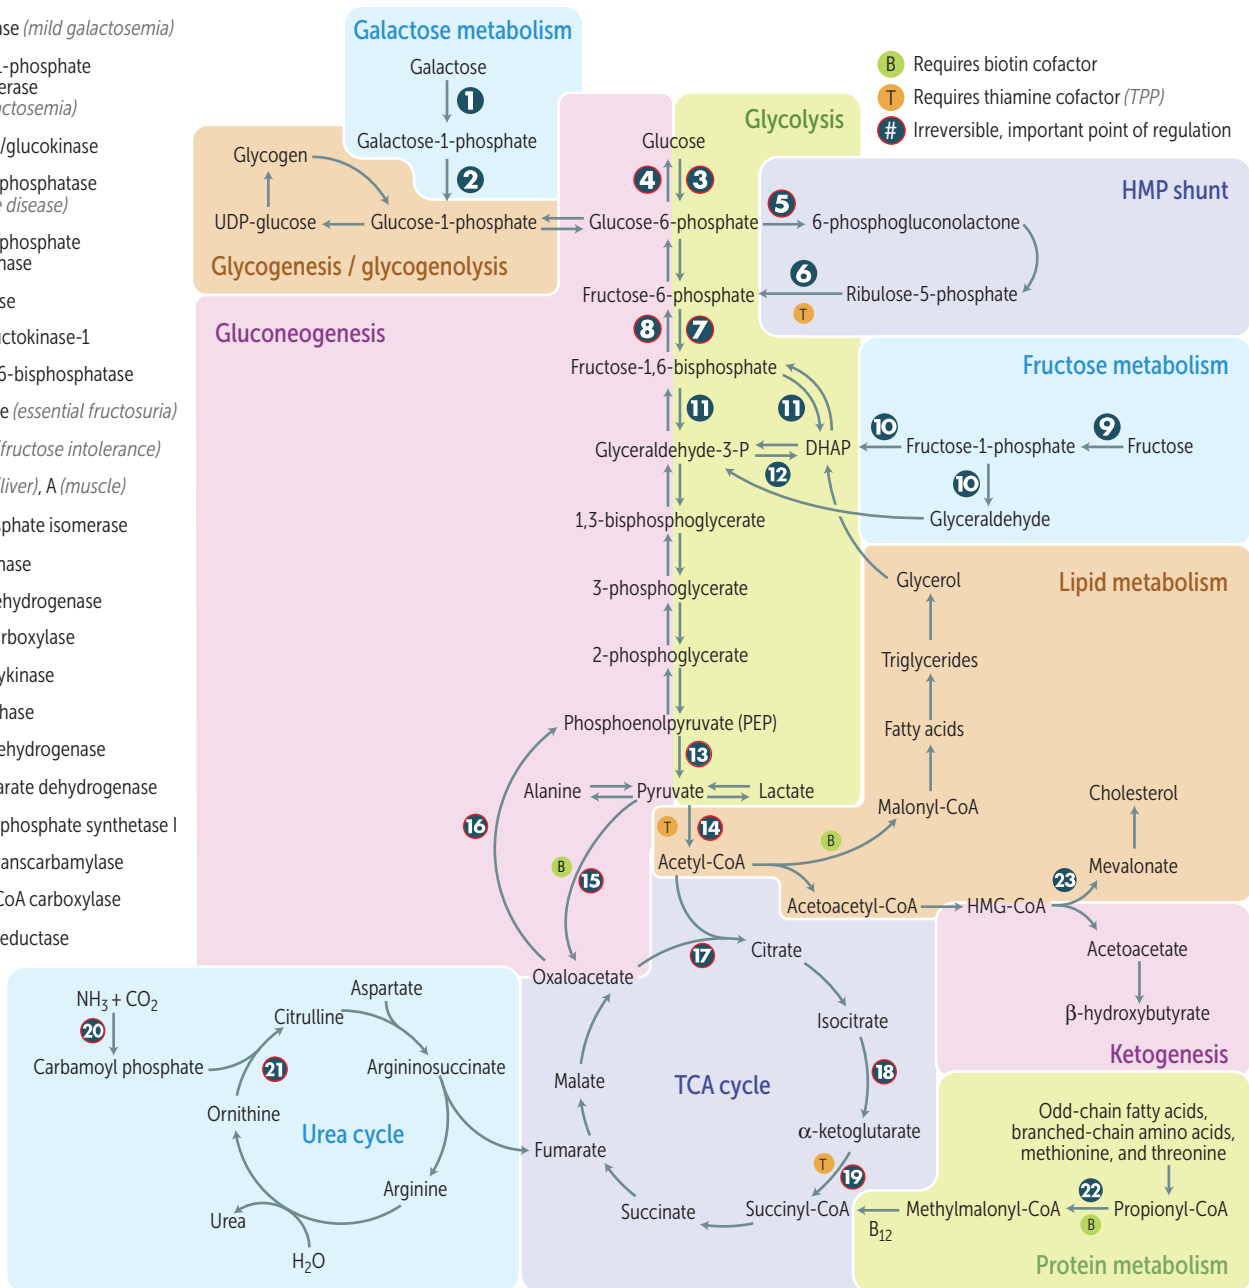 ase (mild galactosemia)
1-phosphate
erase
actosemia)
/glucokinase
phosphatase
e disease)
phosphate
nase
se
uctokinase-1
6-bisphosphatase
e (essential fructosuria)
(fructose intolerance)
(liver), A (muscle)
sphate isomerase
nase
ehydrogenase
arboxylase
ykinase
hase
ehydrogenase
arate dehydrogenase
phosphate synthetase I
ranscarbamylase
CoA carboxylase
reductase
B Requires biotin cofactor
T Requires thiamine cofactor (TPP)
# Irreversible, important point of regulation
Galactose metabolism
Galactose
1
Galactose-1-phosphate
2
Glycogen
UDP-glucose
Glucose-1-phosphate
Glycogenesis / glycogenolysis
Glycolysis
Glucose
4
3
Glucose-6-phosphate
HMP shunt
5
6-phosphogluconolactone
6
T
Ribulose-5-phosphate
Gluconeogenesis
Fructose-6-phosphate
8
7
Fructose-1,6-bisphosphate
11
11
Glyceraldehyde-3-P
12
DHAP
Fructose metabolism
10
Fructose-1-phosphate
9
Fructose
10
Glyceraldehyde
1,3-bisphosphoglycerate
3-phosphoglycerate
2-phosphoglycerate
Phosphoenolpyruvate (PEP)
13
Alanine
Pyruvate
Lactate
Lipid metabolism
Glycerol
Triglycerides
Fatty acids
Malonyl-CoA
Cholesterol
Mevalonate
16
T
14
B
15
Acetyl-CoA
B
Acetoacetyl-CoA
HMG-CoA
23
Acetoacetate
β-hydroxybutyrate
Ketogenesis
Oxaloacetate
17
Citrate
Isocitrate
18
TCA cycle
α-ketoglutarate
T
19
Succinyl-CoA
Succinate
Fumarate
Malate
NH3 + CO2
20
Carbamoyl phosphate
21
Citrulline
Aspartate
Argininosuccinate
Ornithine
Urea cycle
Arginine
Urea
H2O
Odd-chain fatty acids,
branched-chain amino acids,
methionine, and threonine
22
B
Propionyl-CoA
Methylmalonyl-CoA
B12
Protein metabolism